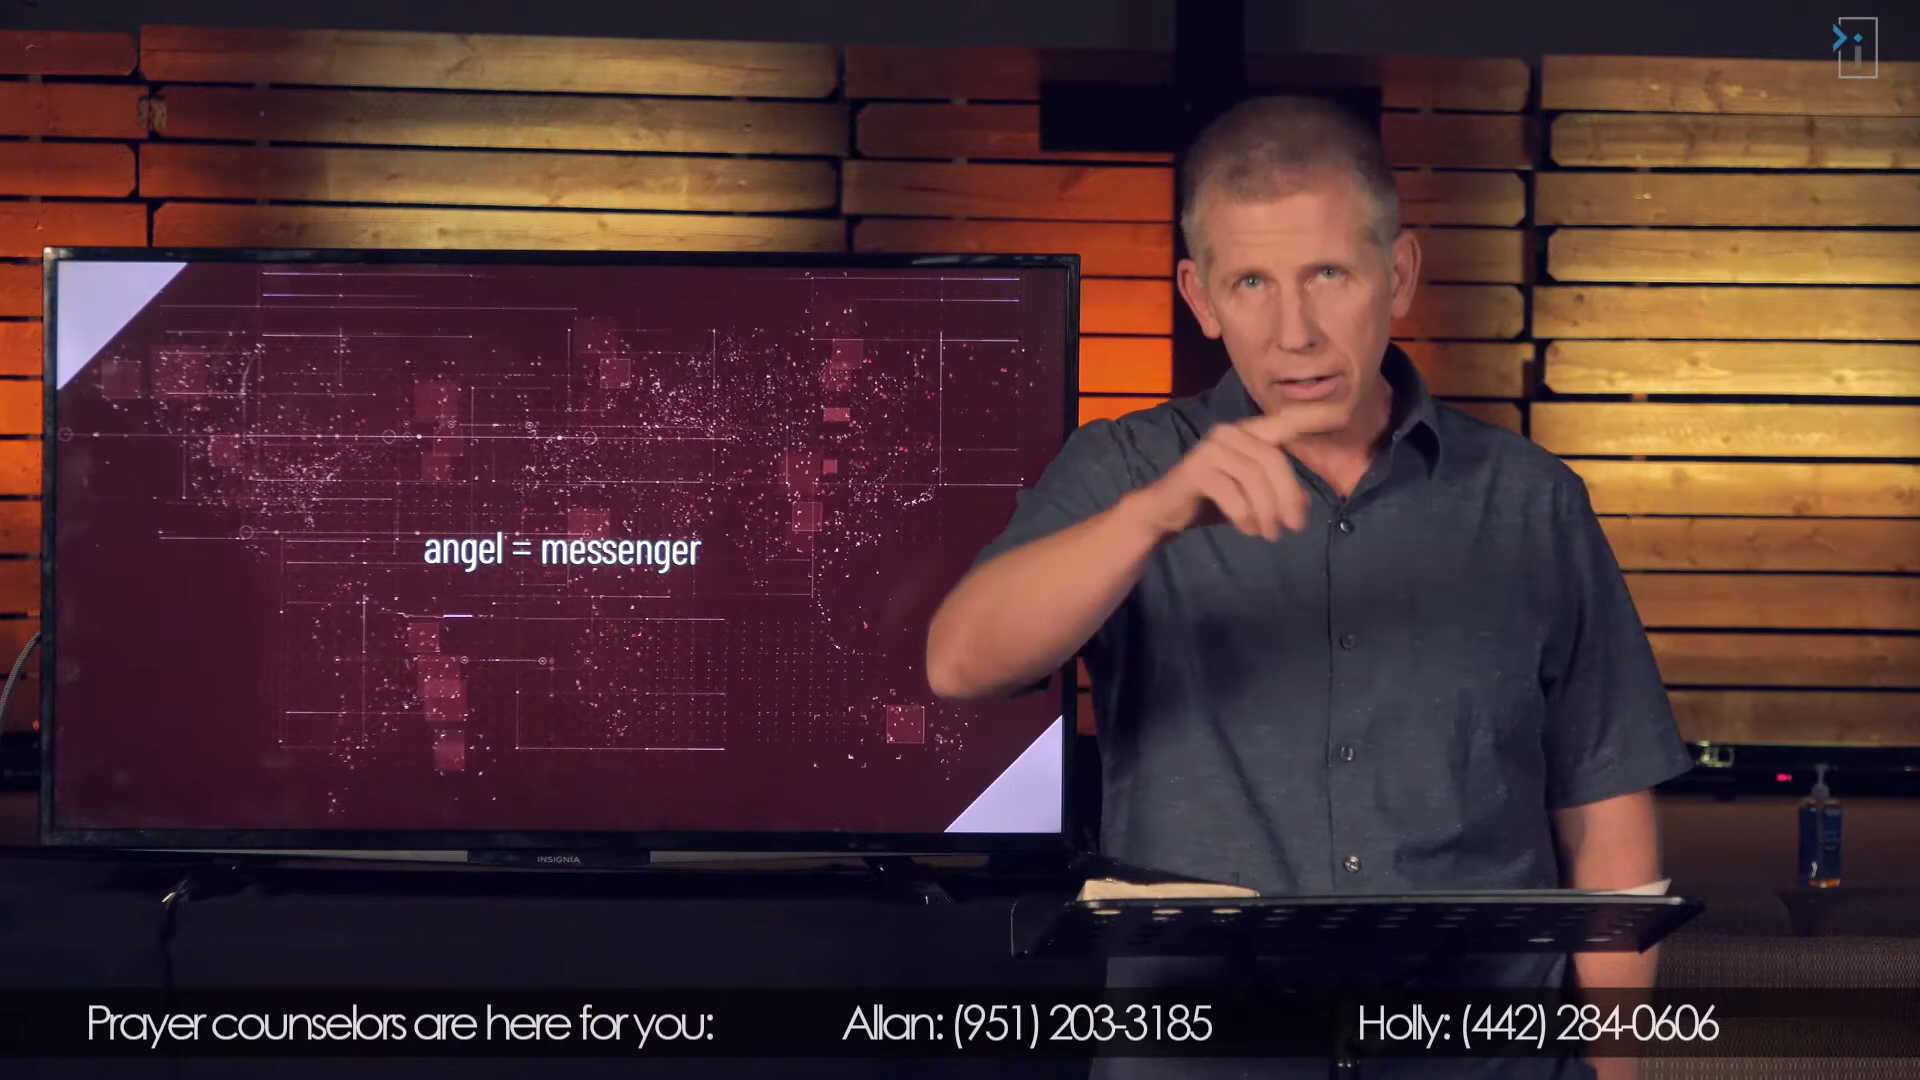 angel = messenger
INSIGNIA
Prayer counselors are here for you: Allan: (951) 203-3185 Holly: (442) 284-0606